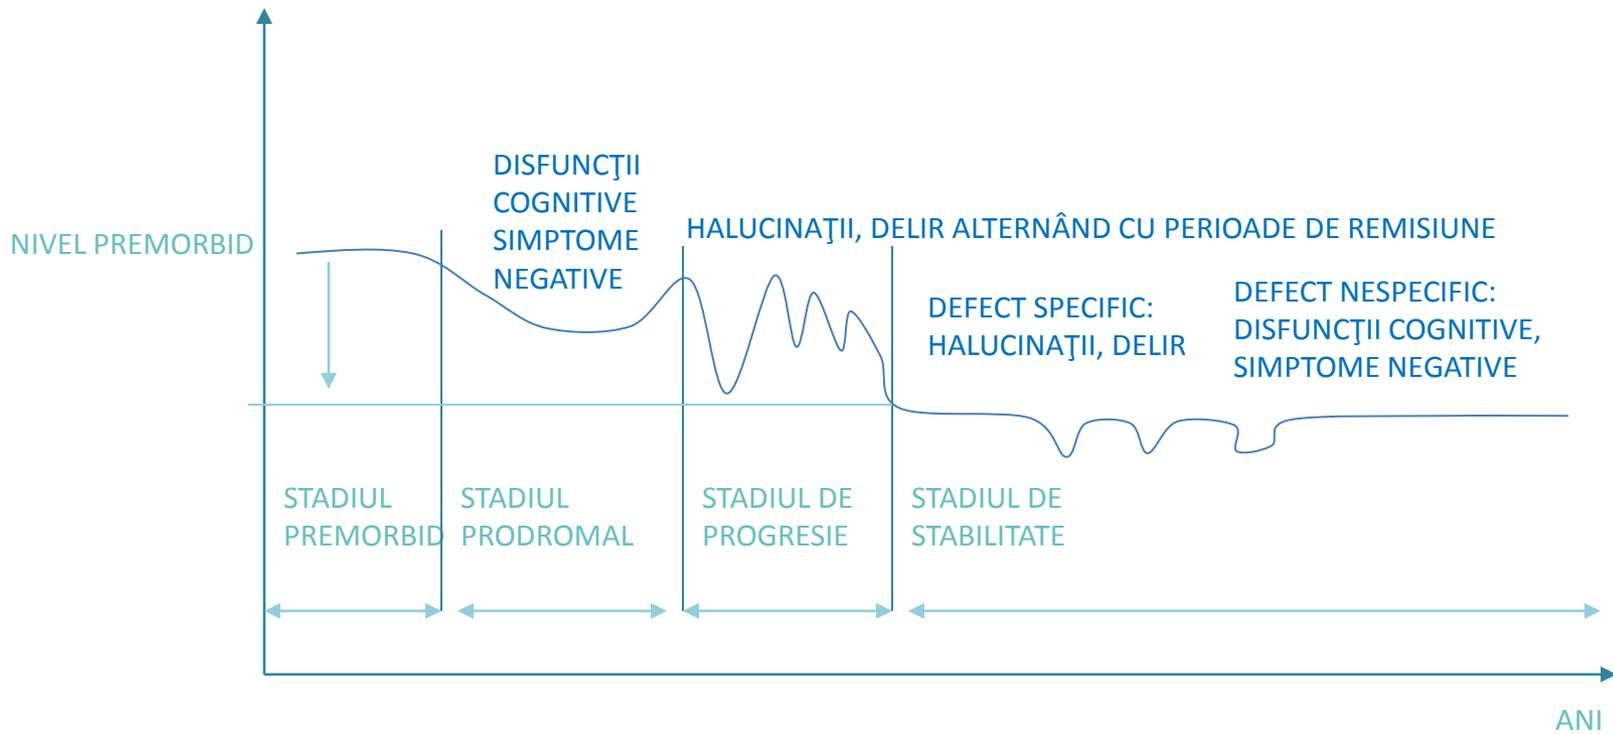 DISFUNCŢII
COGNITIVE
SIMPTOME
NEGATIVE
NIVEL PREMORBID
HALUCINAŢII, DELIR ALTERNÂND CU PERIOADE DE REMISIUNE
DEFECT SPECIFIC:
HALUCINAŢII, DELIR
DEFECT NESPECIFIC:
DISFUNCŢII COGNITIVE,
SIMPTOME NEGATIVE
STADIUL
PREMORBID
STADIUL
PRODROMAL
STADIUL DE
PROGRESIE
STADIUL DE
STABILITATE
ANI